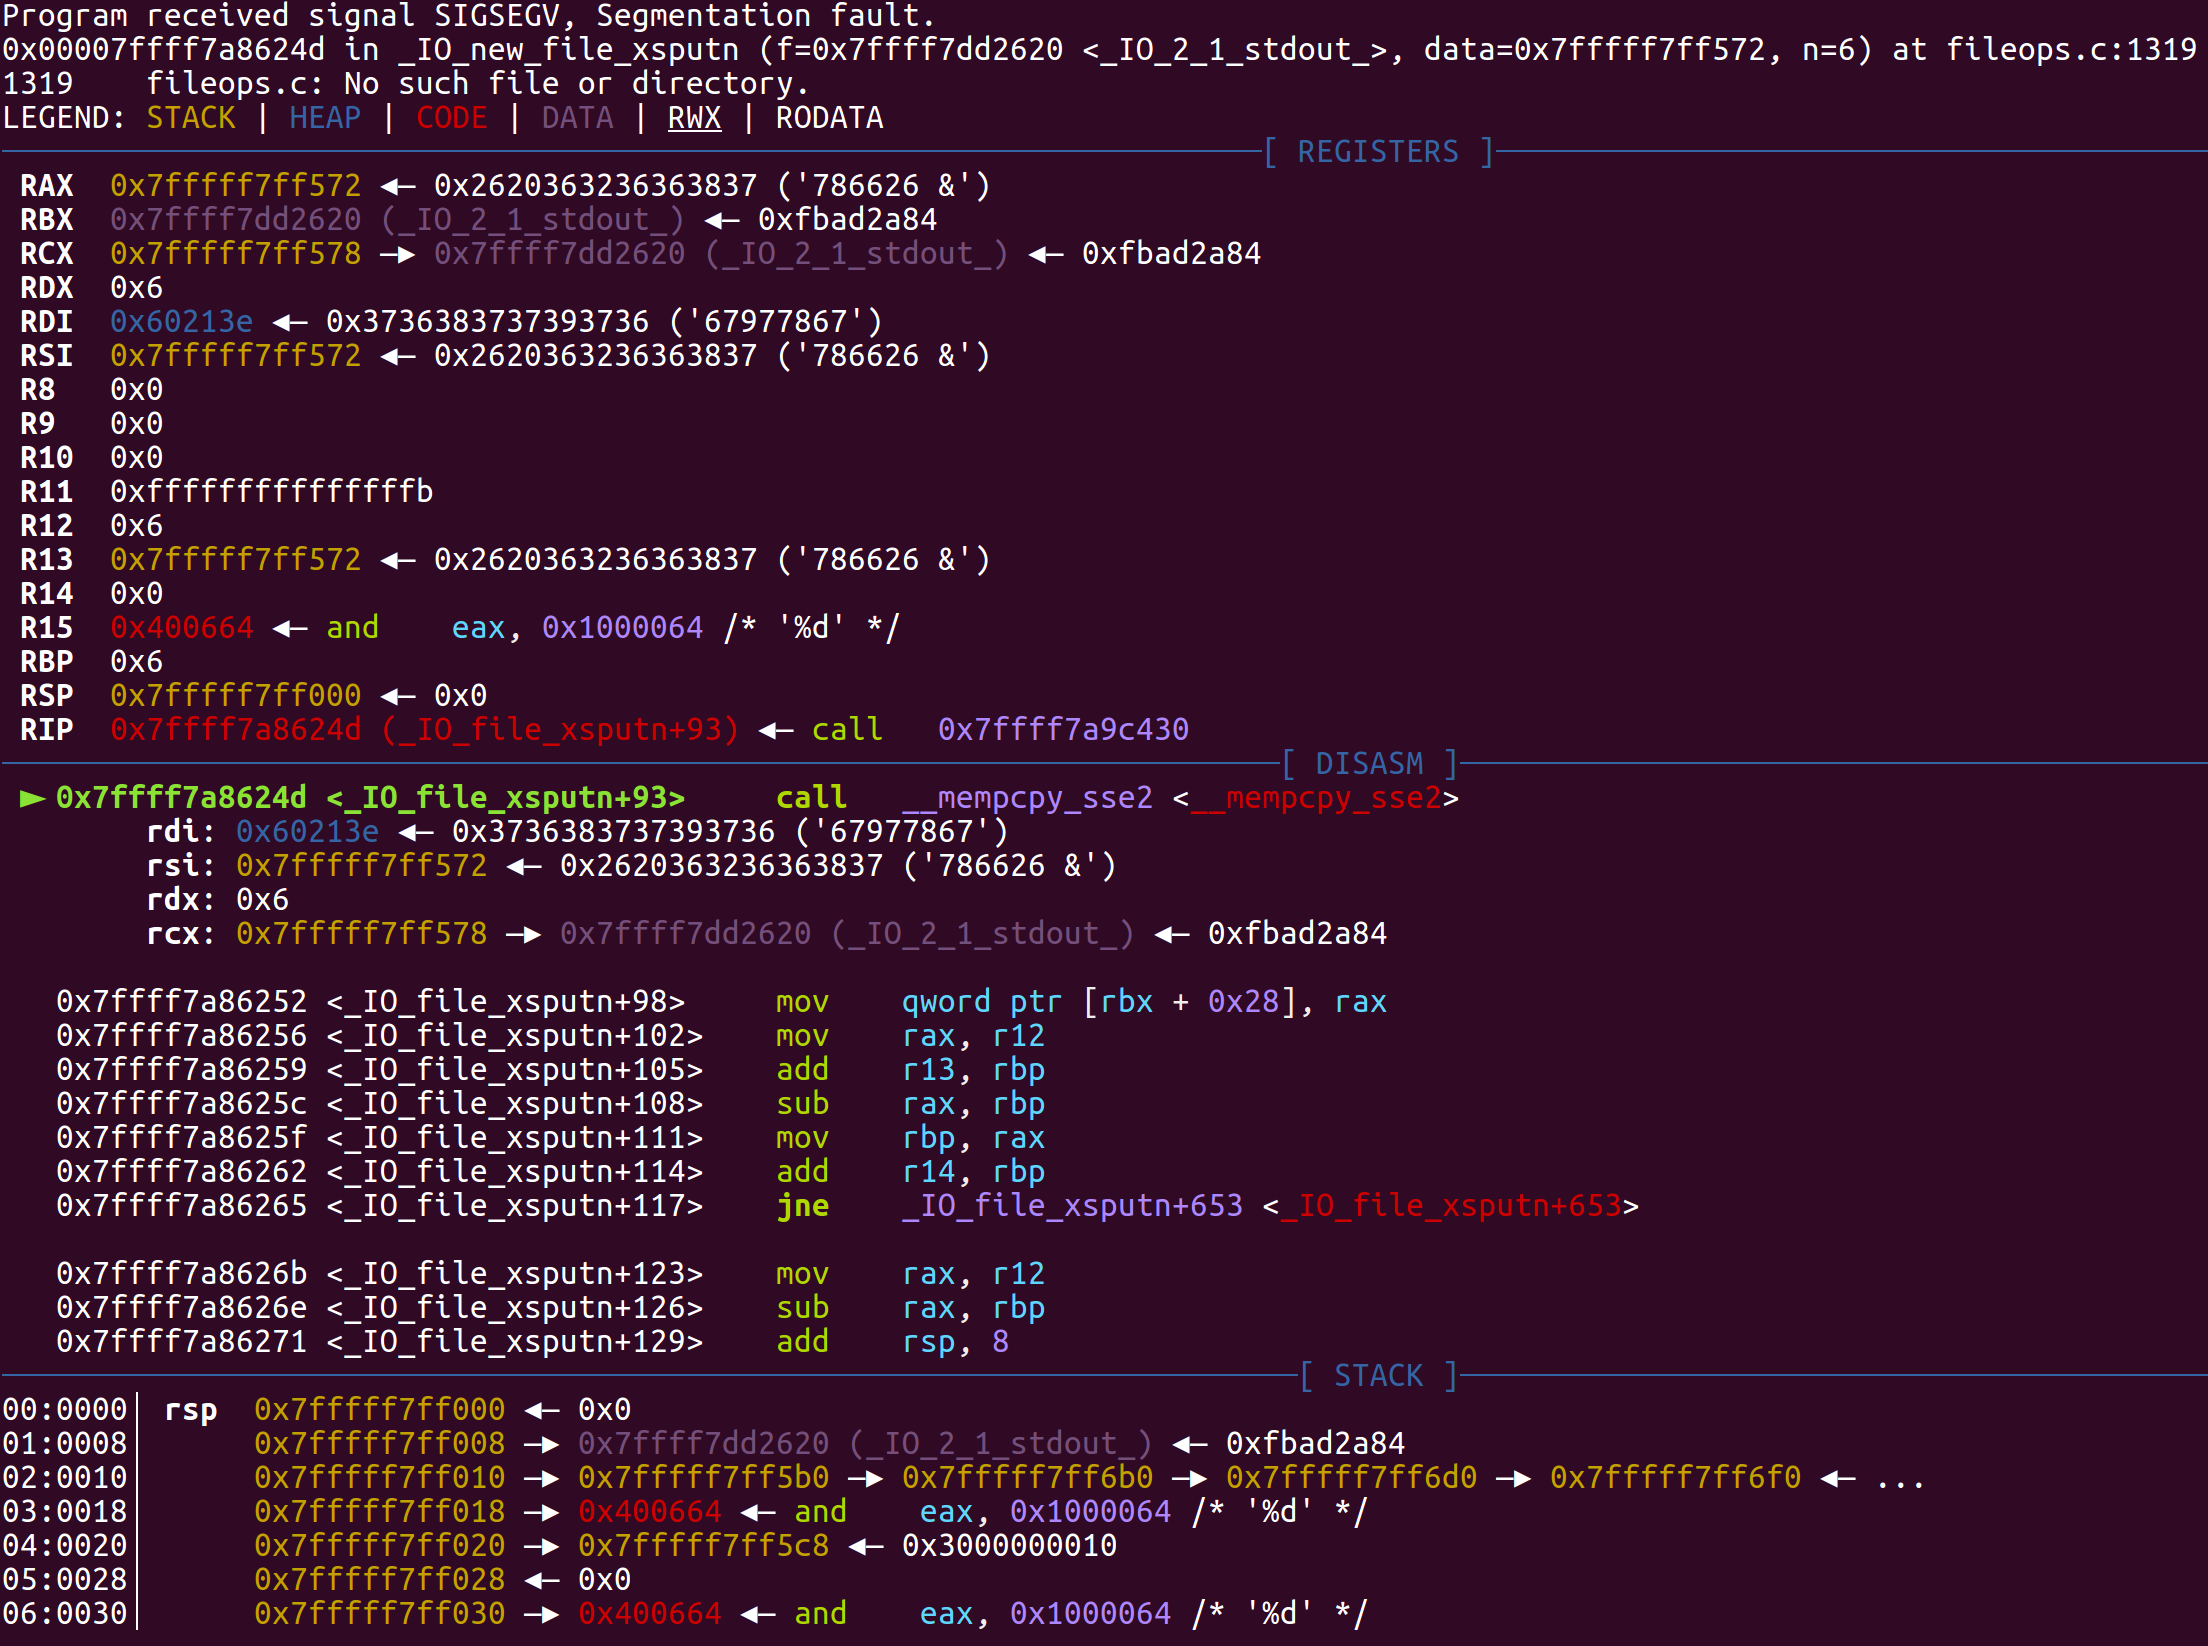 Program received signal SIGSEGV, Segmentation fault.
0x00007ffff7a8624d in _IO_new_file_xsputn (f=0x7ffff7dd2620 <_IO_2_1_stdout_>, data=0x7fffff7ff572, n=6) at fileops.c:1319
1319    fileops.c: No such file or directory.
LEGEND: STACK | HEAP | CODE | DATA | RWX | RODATA
[ REGISTERS ]
RAX  0x7fffff7ff572 ◂— 0x2620363236363837 ('786626 &')
RBX  0x7ffff7dd2620 (_IO_2_1_stdout_) ◂— 0xfbad2a84
RCX  0x7fffff7ff578 —▸ 0x7ffff7dd2620 (_IO_2_1_stdout_) ◂— 0xfbad2a84
RDX  0x6
RDI  0x60213e ◂— 0x3736383737393736 ('67977867')
RSI  0x7fffff7ff572 ◂— 0x2620363236363837 ('786626 &')
R8   0x0
R9   0x0
R10  0x0
R11  0xfffffffffffffffb
R12  0x6
R13  0x7fffff7ff572 ◂— 0x2620363236363837 ('786626 &')
R14  0x0
R15  0x400664 ◂— and    eax, 0x1000064 /* '%d' */
RBP  0x6
RSP  0x7fffff7ff000 ◂— 0x0
RIP  0x7ffff7a8624d (_IO_file_xsputn+93) ◂— call   0x7ffff7a9c430
[ DISASM ]
► 0x7ffff7a8624d <_IO_file_xsputn+93>     call   __mempcpy_sse2 <__mempcpy_sse2>
rdi: 0x60213e ◂— 0x3736383737393736 ('67977867')
rsi: 0x7fffff7ff572 ◂— 0x2620363236363837 ('786626 &')
rdx: 0x6
rcx: 0x7fffff7ff578 —▸ 0x7ffff7dd2620 (_IO_2_1_stdout_) ◂— 0xfbad2a84
0x7ffff7a86252 <_IO_file_xsputn+98>     mov    qword ptr [rbx + 0x28], rax
0x7ffff7a86256 <_IO_file_xsputn+102>    mov    rax, r12
0x7ffff7a86259 <_IO_file_xsputn+105>    add    r13, rbp
0x7ffff7a8625c <_IO_file_xsputn+108>    sub    rax, rbp
0x7ffff7a8625f <_IO_file_xsputn+111>    mov    rbp, rax
0x7ffff7a86262 <_IO_file_xsputn+114>    add    r14, rbp
0x7ffff7a86265 <_IO_file_xsputn+117>    jne    _IO_file_xsputn+653 <_IO_file_xsputn+653>
0x7ffff7a8626b <_IO_file_xsputn+123>    mov    rax, r12
0x7ffff7a8626e <_IO_file_xsputn+126>    sub    rax, rbp
0x7ffff7a86271 <_IO_file_xsputn+129>    add    rsp, 8
[ STACK ]
00:0000│ rsp  0x7fffff7ff000 ◂— 0x0
01:0008│      0x7fffff7ff008 —▸ 0x7ffff7dd2620 (_IO_2_1_stdout_) ◂— 0xfbad2a84
02:0010│      0x7fffff7ff010 —▸ 0x7fffff7ff5b0 —▸ 0x7fffff7ff6b0 —▸ 0x7fffff7ff6d0 —▸ 0x7fffff7ff6f0 ◂— ...
03:0018│      0x7fffff7ff018 —▸ 0x400664 ◂— and    eax, 0x1000064 /* '%d' */
04:0020│      0x7fffff7ff020 —▸ 0x7fffff7ff5c8 ◂— 0x3000000010
05:0028│      0x7fffff7ff028 ◂— 0x0
06:0030│      0x7fffff7ff030 —▸ 0x400664 ◂— and    eax, 0x1000064 /* '%d' */